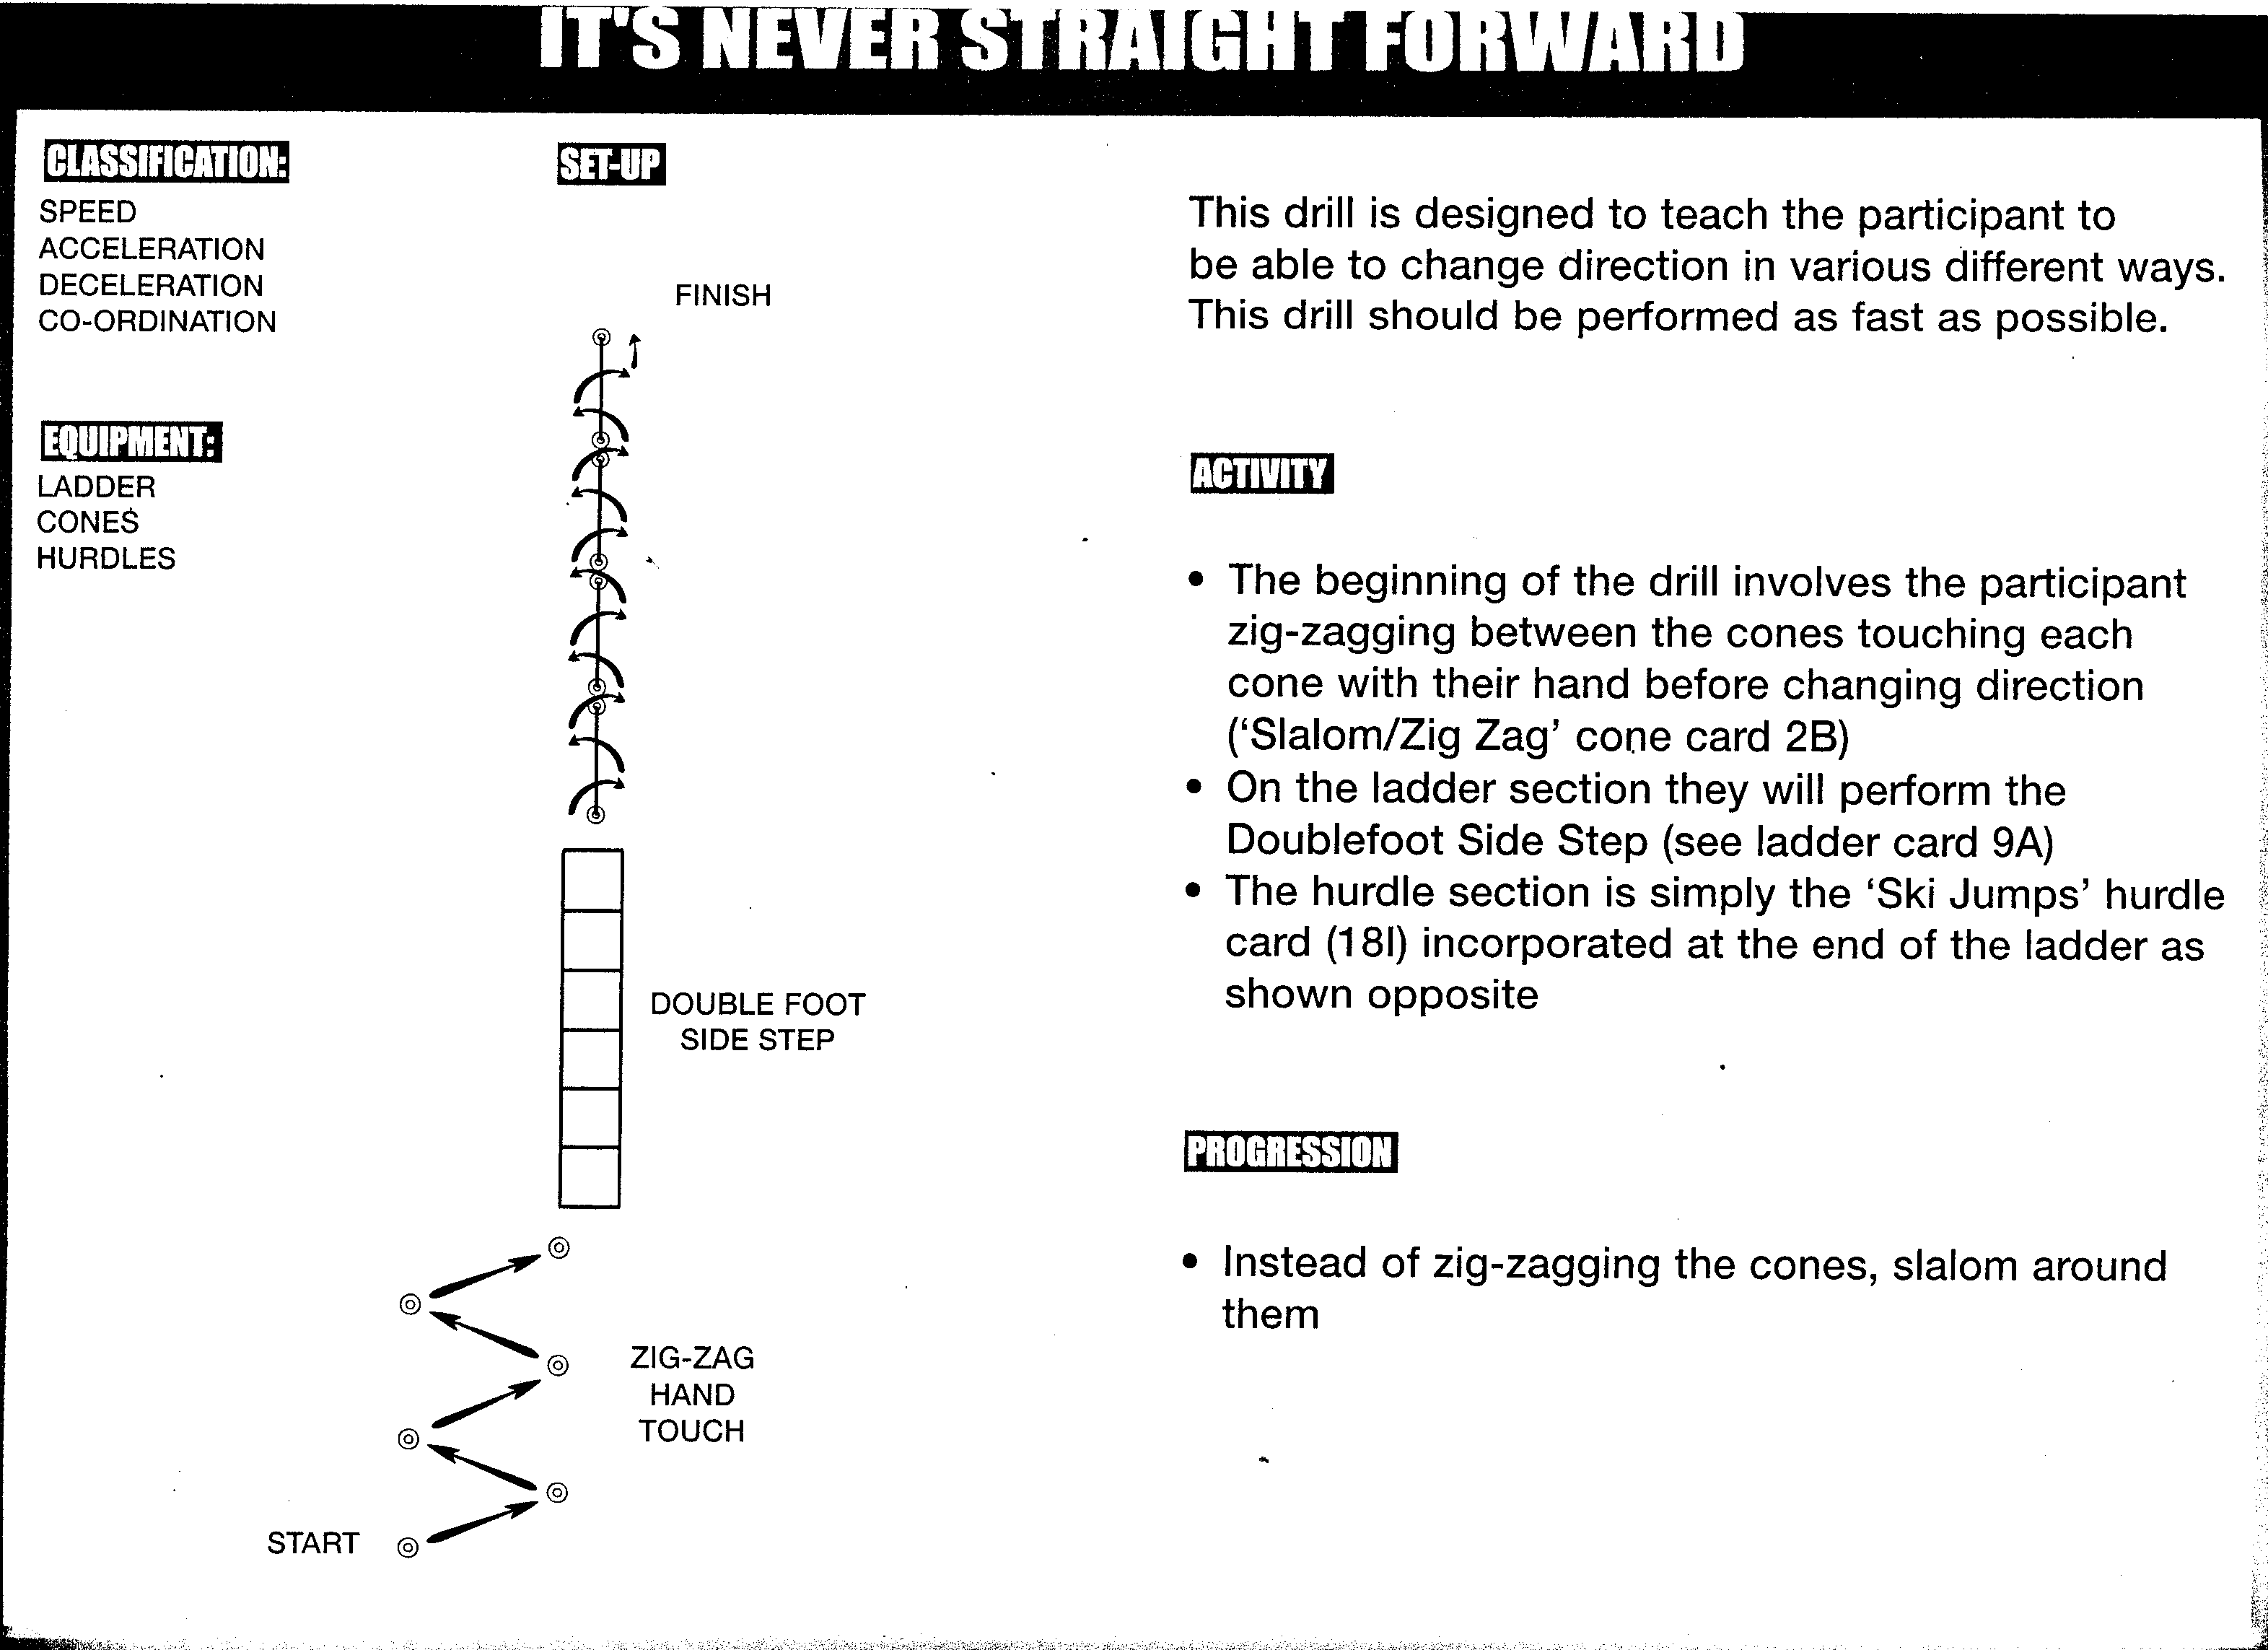 IT'S NEVER STRAIGHT FORWARD
CLASSIFICATION:
SPEED
ACCELERATION
DECELERATION
CO-ORDINATION
EQUIPMENT:
LADDER
CONES
HURDLES
SET-UP
FINISH
DOUBLE FOOT
SIDE STEP
ZIG-ZAG
HAND
TOUCH
START
This drill is designed to teach the participant to
be able to change direction in various different ways.
This drill should be performed as fast as possible.
ACTIVITY
• The beginning of the drill involves the participant
zig-zagging between the cones touching each
cone with their hand before changing direction
(‘Slalom/Zig Zag’ cone card 2B)
• On the ladder section they will perform the
Doublefoot Side Step (see ladder card 9A)
• The hurdle section is simply the ‘Ski Jumps’ hurdle
card (18I) incorporated at the end of the ladder as
shown opposite
PROGRESSION
• Instead of zig-zagging the cones, slalom around
them